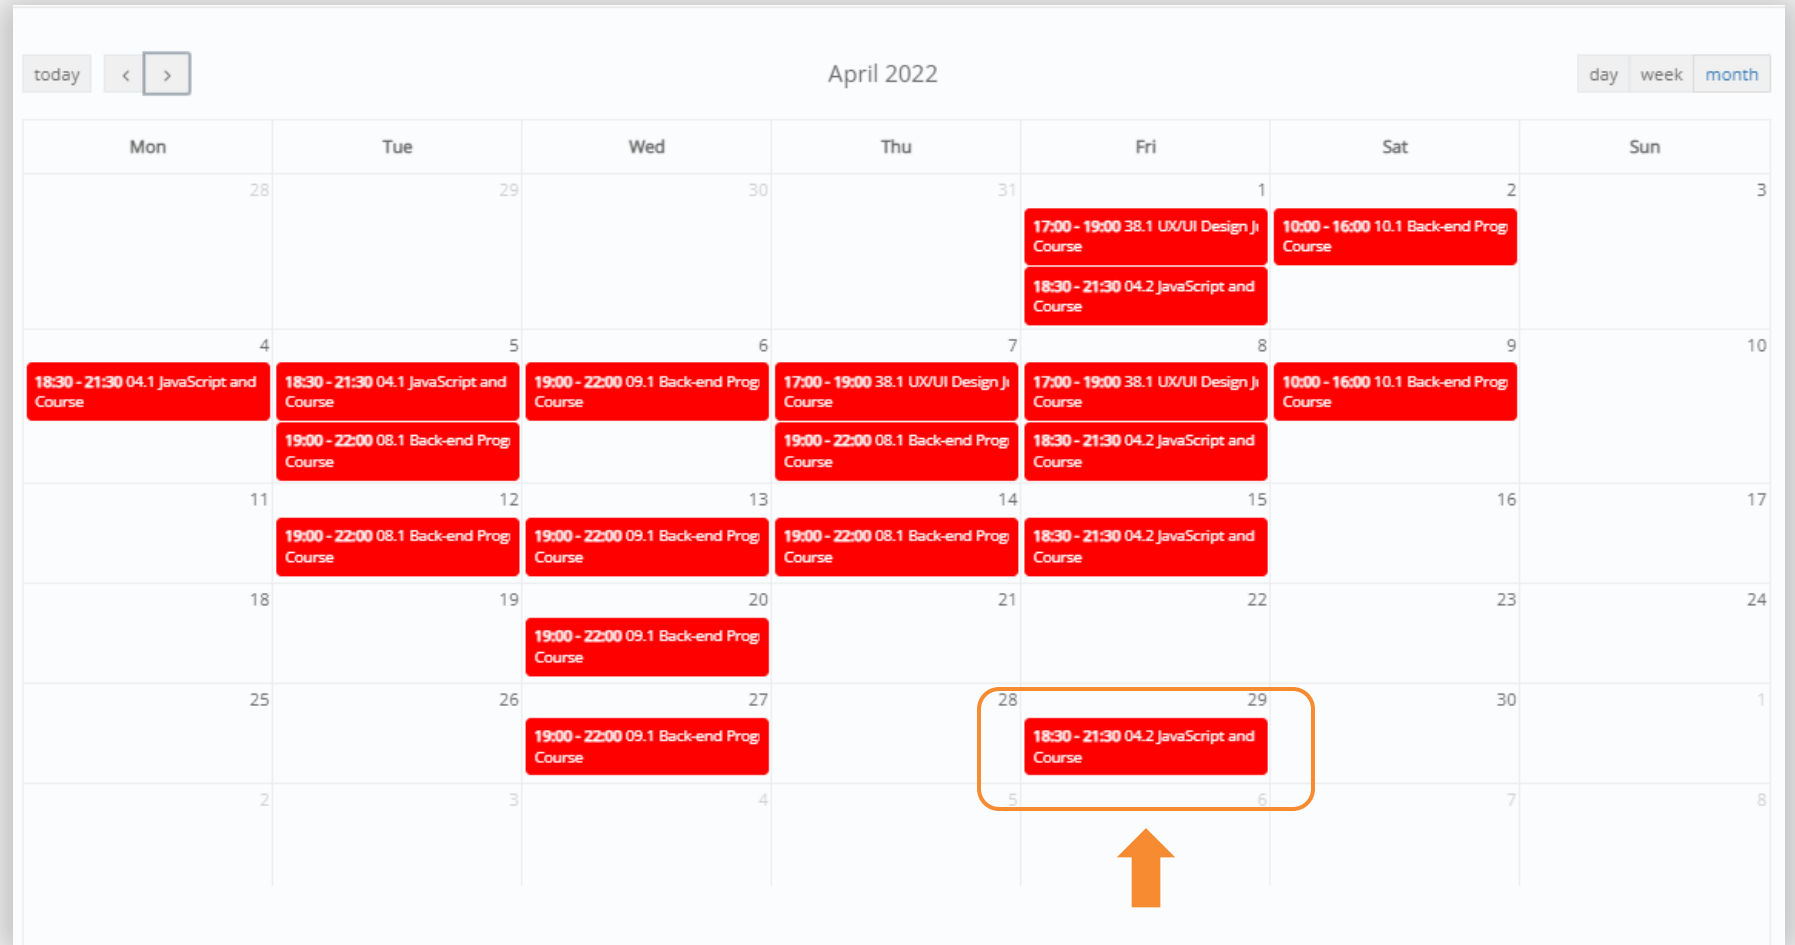 today < > April 2022 day week month
Mon Tue Wed Thu Fri Sat Sun
28 29 30 31 1 2 3
17:00 - 19:00 38.1 UX/UI Design
Course
10:00 - 16:00 10.1 Back-end Prog
Course
18:30 - 21:30 04.2 JavaScript and
Course
4 5 6 7 8 9 10
18:30 - 21:30 04.1 JavaScript and
Course
18:30 - 21:30 04.1 JavaScript and
Course
19:00 - 22:00 09.1 Back-end Prog
Course
17:00 - 19:00 38.1 UX/UI Design
Course
17:00 - 19:00 38.1 UX/UI Design
Course
10:00 - 16:00 10.1 Back-end Prog
Course
19:00 - 22:00 08.1 Back-end Prog
Course
19:00 - 22:00 08.1 Back-end Prog
Course
18:30 - 21:30 04.2 JavaScript and
Course
11 12 13 14 15 16 17
19:00 - 22:00 08.1 Back-end Prog
Course
19:00 - 22:00 09.1 Back-end Prog
Course
19:00 - 22:00 08.1 Back-end Prog
Course
18:30 - 21:30 04.2 JavaScript and
Course
18 19 20 21 22 23 24
19:00 - 22:00 09.1 Back-end Prog
Course
25 26 27 28 29 30 1
19:00 - 22:00 09.1 Back-end Prog
Course
18:30 - 21:30 04.2 JavaScript and
Course
2 3 4 5 6 7 8